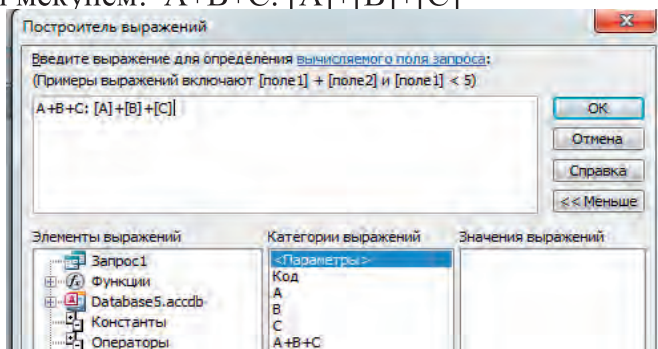 A+B+C: [A]+[B]+[C]
Построитель выражений
Введите выражение для определения вычисляемого поля запроса:
(Примеры выражений включают [поле1] + [поле2] и [поле1] < 5)
A+B+C: [A]+[B]+[C]
OK
Отмена
Справка
<< Меньше
Элементы выражений
Категории выражений
Значения выражений
Запрос1
Функции
Database5.accdb
Константы
Операторы
<Параметры>
Код
A
B
C
A+B+C